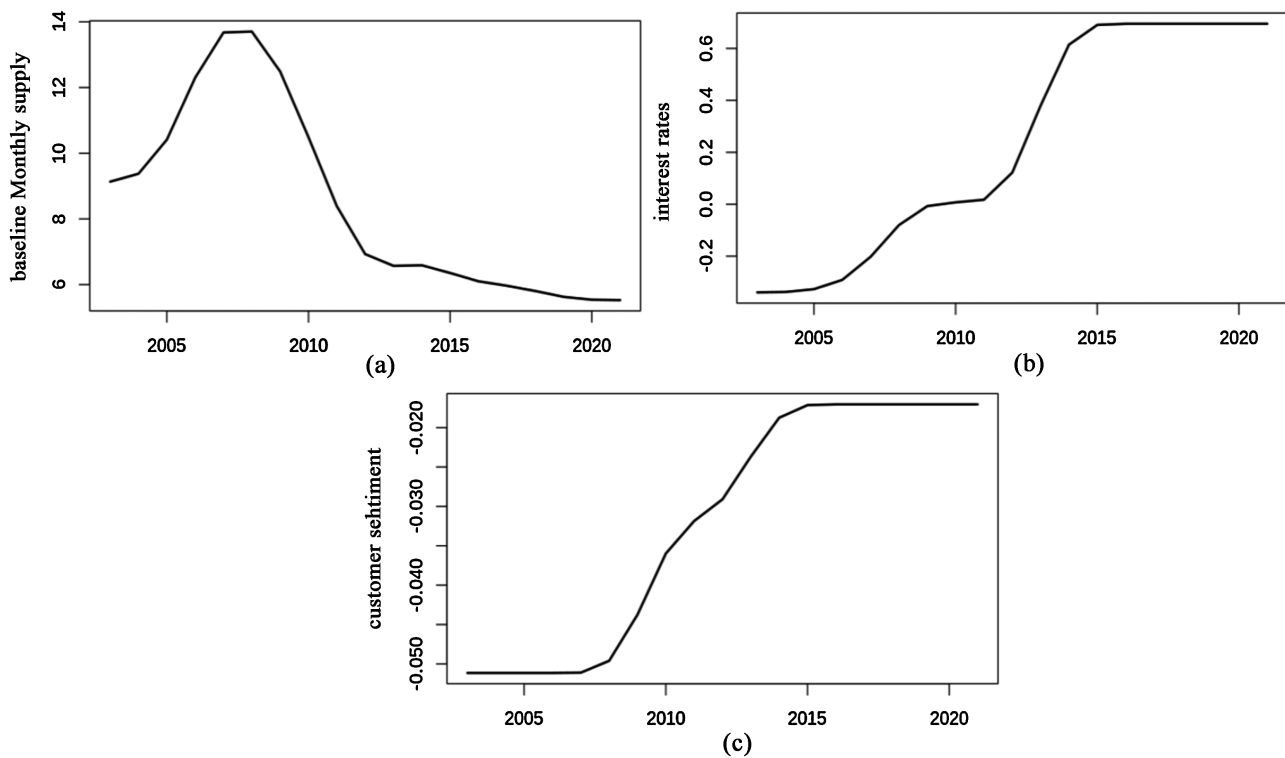 baseline Monthly supply
14
12
10
8
6
2005 2010 2015 2020
(a)
interest rates
0.6
0.4
0.2
0.0
-0.2
2005 2010 2015 2020
(b)
customer sehtiment
-0.020
-0.030
-0.040
-0.050
2005 2010 2015 2020
(c)